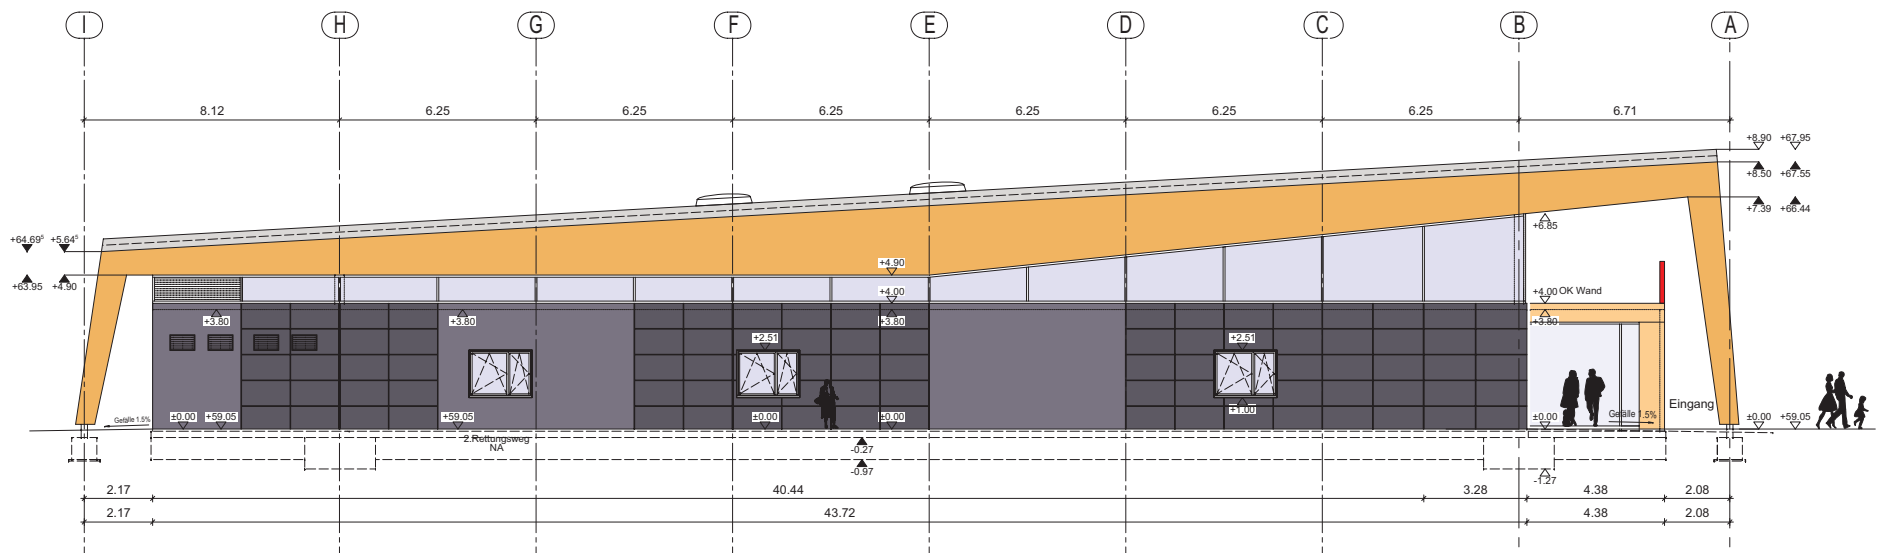 I H G F E D C B A
8.12 6.25 6.25 6.25 6.25 6.25 6.25 6.71
+8.90 +67.95
+8.50 +67.55
+7.39 +66.44
+6.85
+64.69⁵ +5.64⁵
+63.95 +4.90
+4.90
+4.00
+4.00 OK Wand
+3.80 +3.80 +3.80 +3.80
+2.51 +2.51
+1.00
Eingang
Gefälle 1.5% ±0.00 +59.05 +59.05 ±0.00 ±0.00 ±0.00 Gefälle 1.5% ±0.00 +59.05
2.Rettungsweg
NA
-0.27
-0.97
-1.27
2.17 40.44 3.28 4.38 2.08
2.17 43.72 4.38 2.08